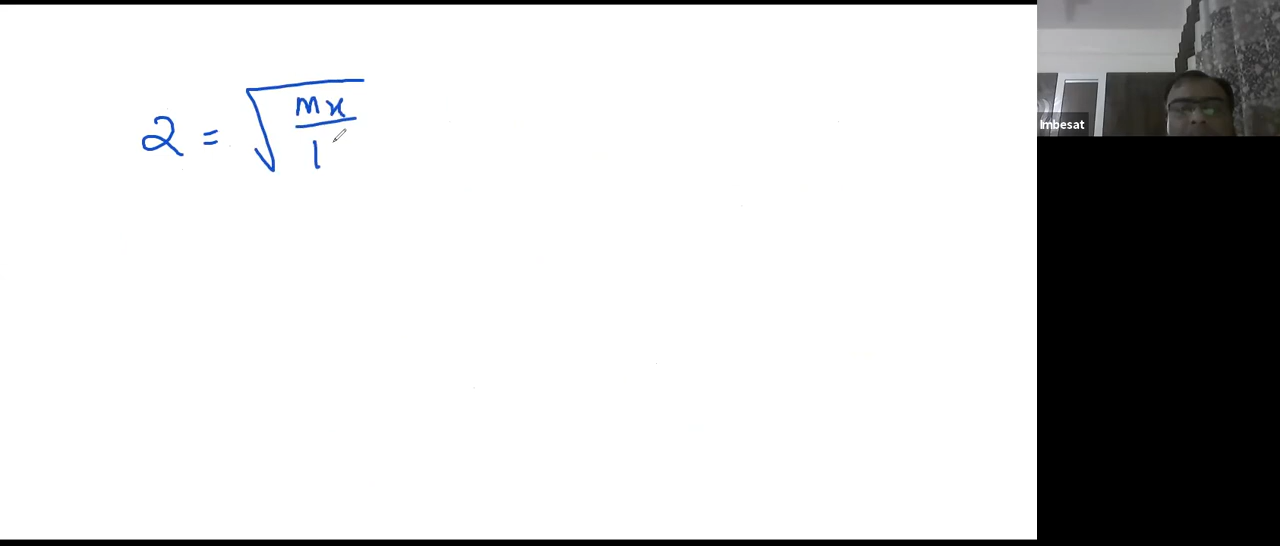 2 = √(Mx/1)
Imbesat